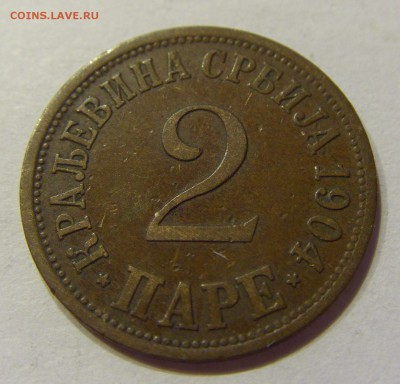 COINS.LAVE.RU
КРАЉЕВИНА СРБИЈА 1904
2
ПАРЕ